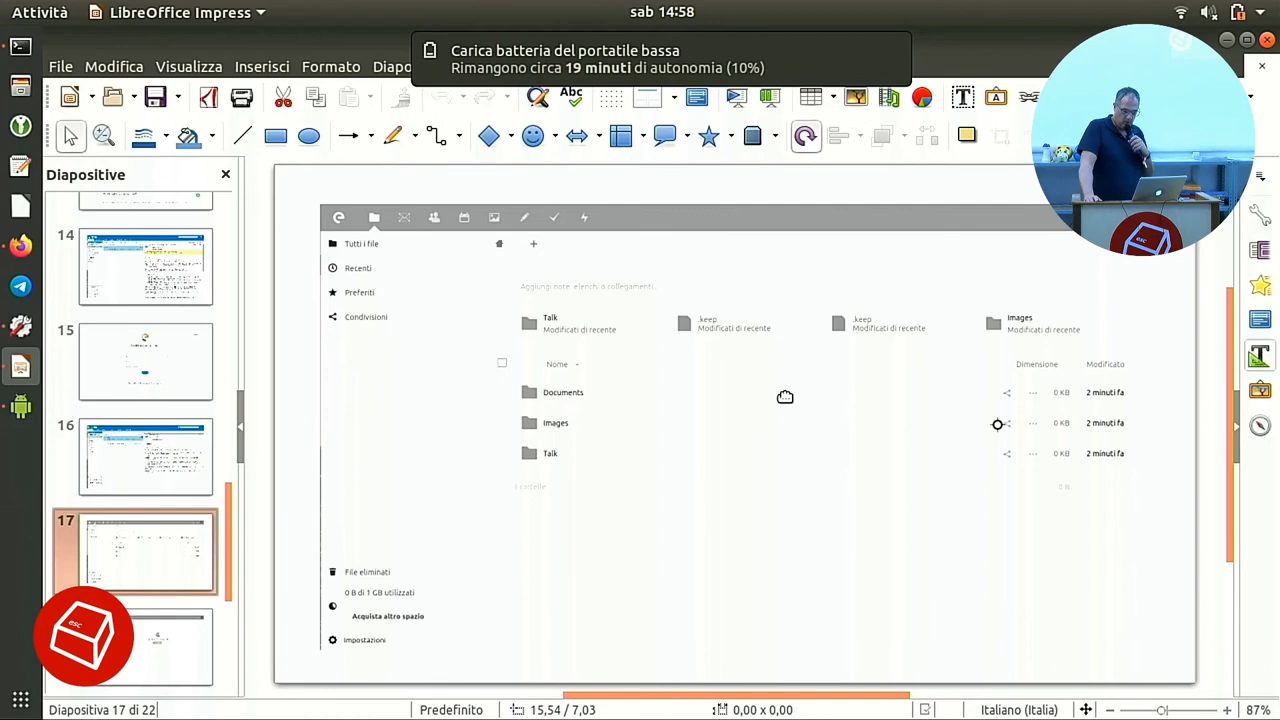 Attività
LibreOffice Impress
sab 14:58
Carica batteria del portatile bassa
Rimangono circa 19 minuti di autonomia (10%)
File
Modifica
Visualizza
Inserisci
Formato
Diapo
Abc
Diapositive
14
15
16
17
Tutti i file
Recenti
Preferiti
Condivisioni
Aggiungi note, elenchi o collegamenti
Talk
Modificati di recente
.keep
Modificati di recente
.keep
Modificati di recente
Images
Modificati di recente
Nome
Dimensione
Modificato
Documents
0 KB
2 minuti fa
Images
0 KB
2 minuti fa
Talk
0 KB
2 minuti fa
cartelle
File eliminati
0 B di 1 GB utilizzati
Acquista altro spazio
Impostazioni
esc
esc
Diapositiva 17 di 22
Predefinito
15,54 / 7,03
0,00 x 0,00
Italiano (Italia)
87%